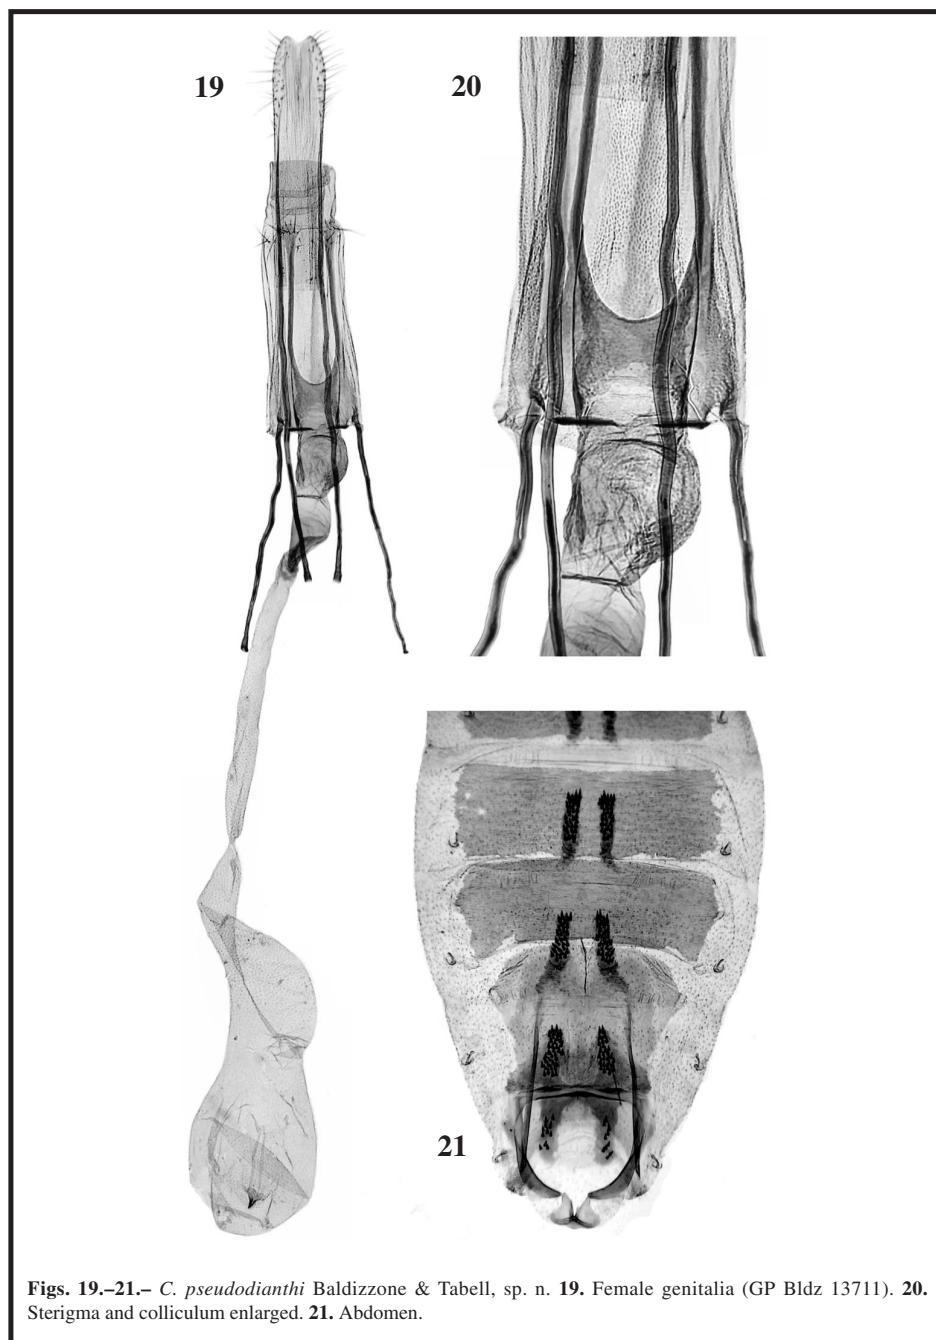 19
20
21
Figs. 19.–21.– C. pseudodianthi Baldizzone & Tabell, sp. n. 19. Female genitalia (GP Bldz 13711). 20.
Sterigma and colliculum enlarged. 21. Abdomen.